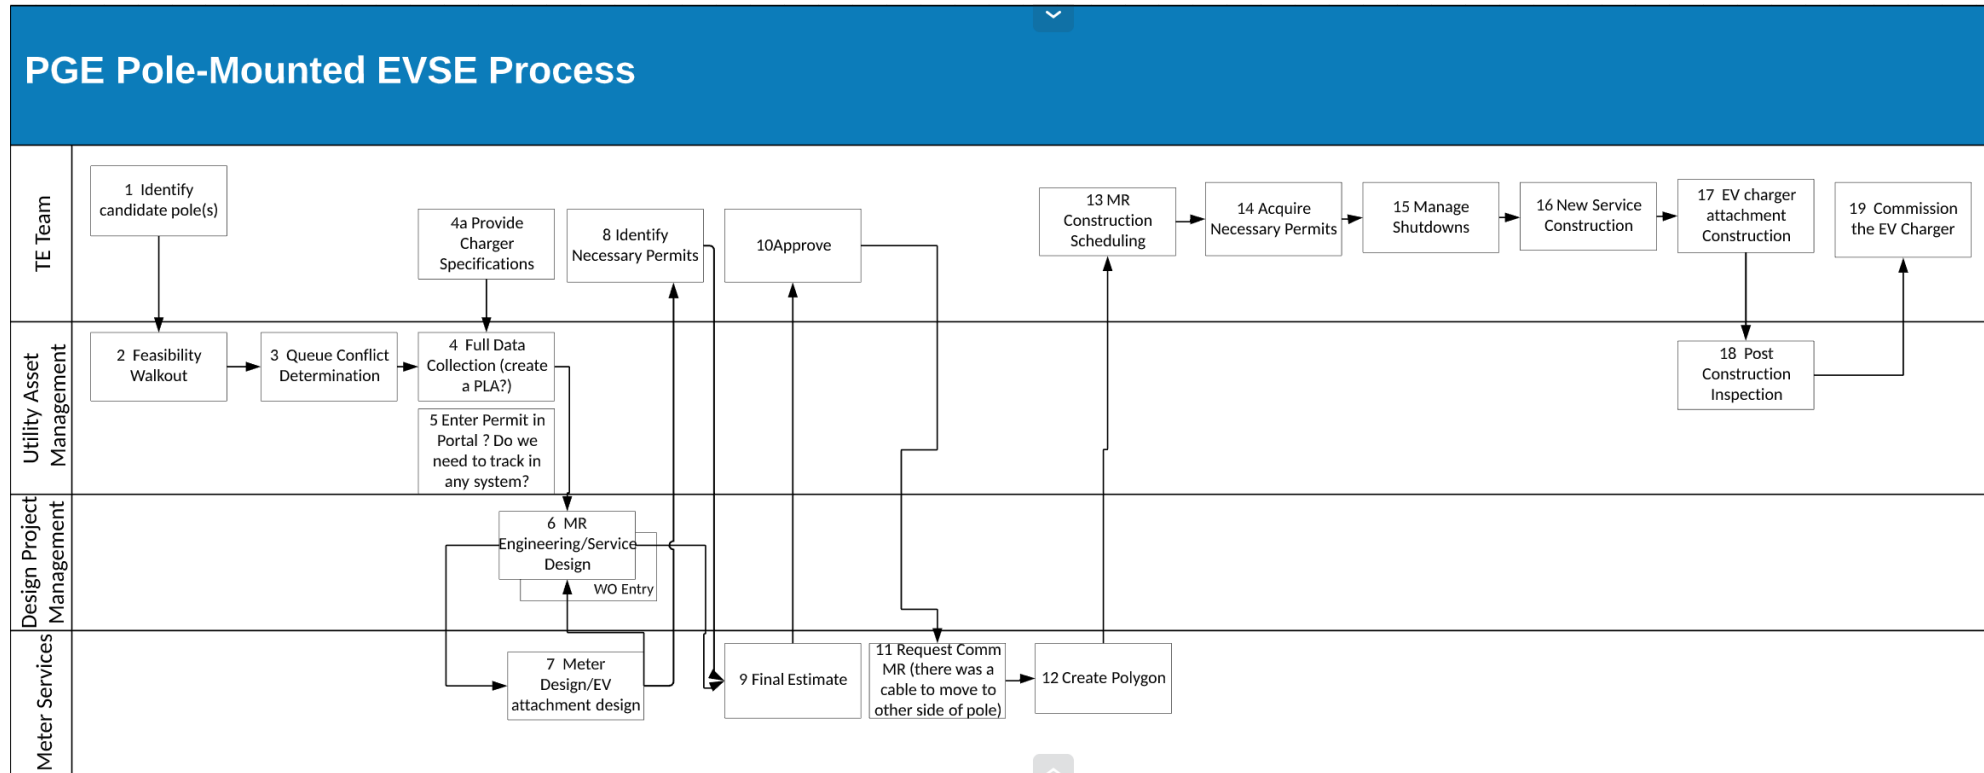 PGE Pole-Mounted EVSE Process
TE Team
1 Identify
candidate pole(s)
4a Provide
Charger
Specifications
8 Identify
Necessary Permits
10Approve
13 MR
Construction
Scheduling
14 Acquire
Necessary Permits
15 Manage
Shutdowns
16 New Service
Construction
17 EV charger
attachment
Construction
19 Commission
the EV Charger
Utility Asset
Management
2 Feasibility
Walkout
3 Queue Conflict
Determination
4 Full Data
Collection (create
a PLA?)
5 Enter Permit in
Portal ? Do we
need to track in
any system?
18 Post
Construction
Inspection
Design Project
Management
6 MR
Engineering/Service
Design
WO Entry
Meter Services
7 Meter
Design/EV
attachment design
9 Final Estimate
11 Request Comm
MR (there was a
cable to move to
other side of pole)
12 Create Polygon